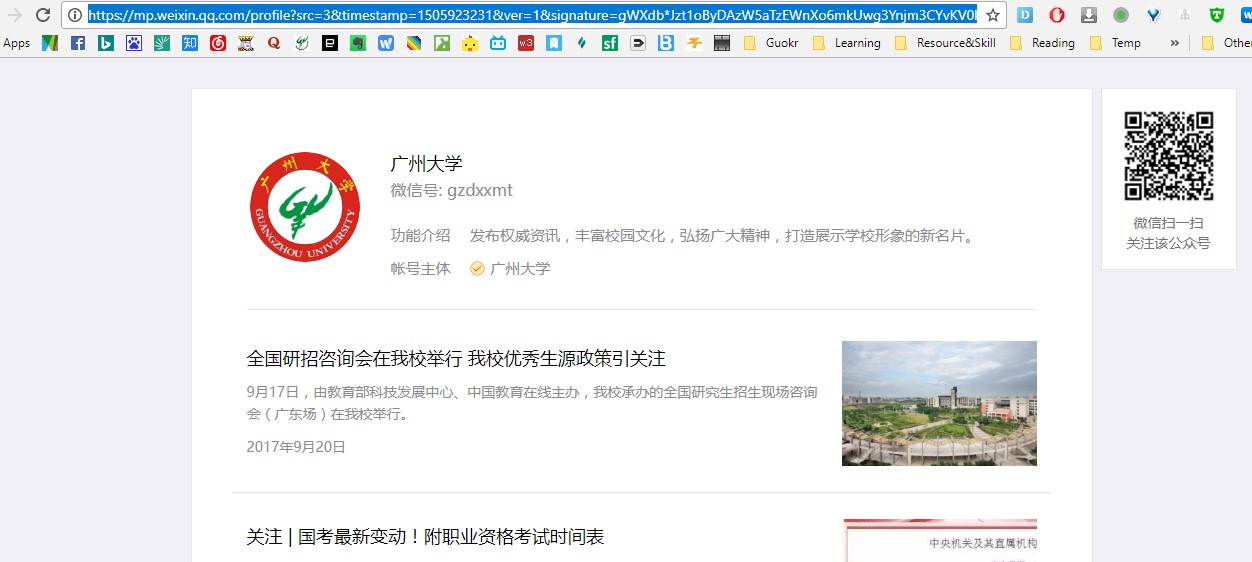 https://mp.weixin.qq.com/profile?src=3&timestamp=1505923231&ver=1&signature=gWXdb*Jzt1oByDAzW5aTzEWnXo6mkUwg3Ynjm3CYvKV0
Apps Guokr Learning Resource&Skill Reading Temp » Other
广州大学
GUANGZHOU UNIVERSITY
广州大学
微信号: gzdxxmt
功能介绍 发布权威资讯，丰富校园文化，弘扬广大精神，打造展示学校形象的新名片。
帐号主体 广州大学
微信扫一扫
关注该公众号
全国研招咨询会在我校举行 我校优秀生源政策引关注
9月17日，由教育部科技发展中心、中国教育在线主办，我校承办的全国研究生招生现场咨询
会（广东场）在我校举行。
2017年9月20日
关注 | 国考最新变动！附职业资格考试时间表
中央机关及其直属机构